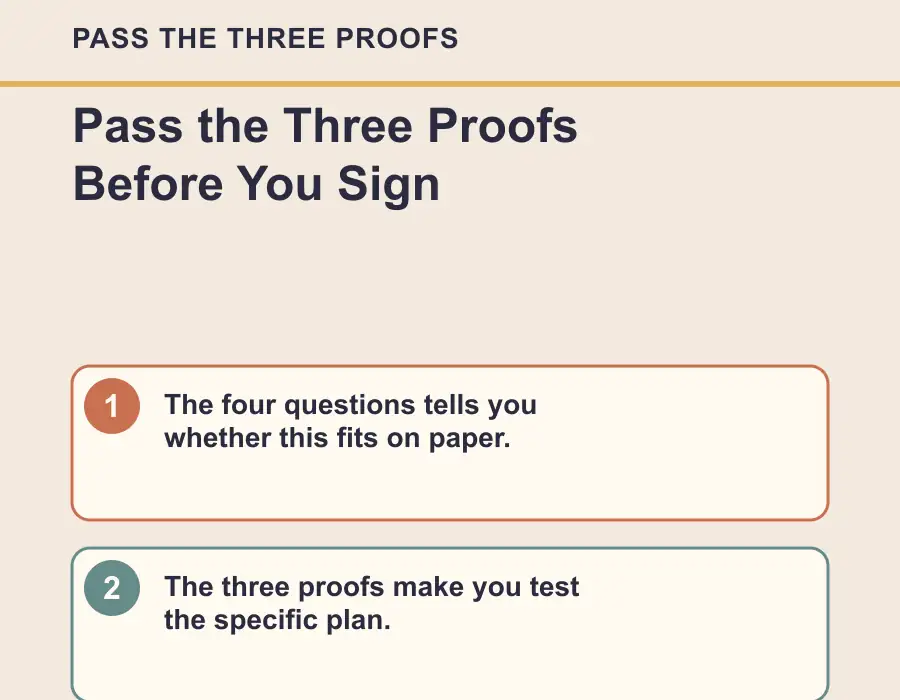 PASS THE THREE PROOFS
Pass the Three Proofs
Before You Sign
1
The four questions tells you
whether this fits on paper.
2
The three proofs make you test
the specific plan.